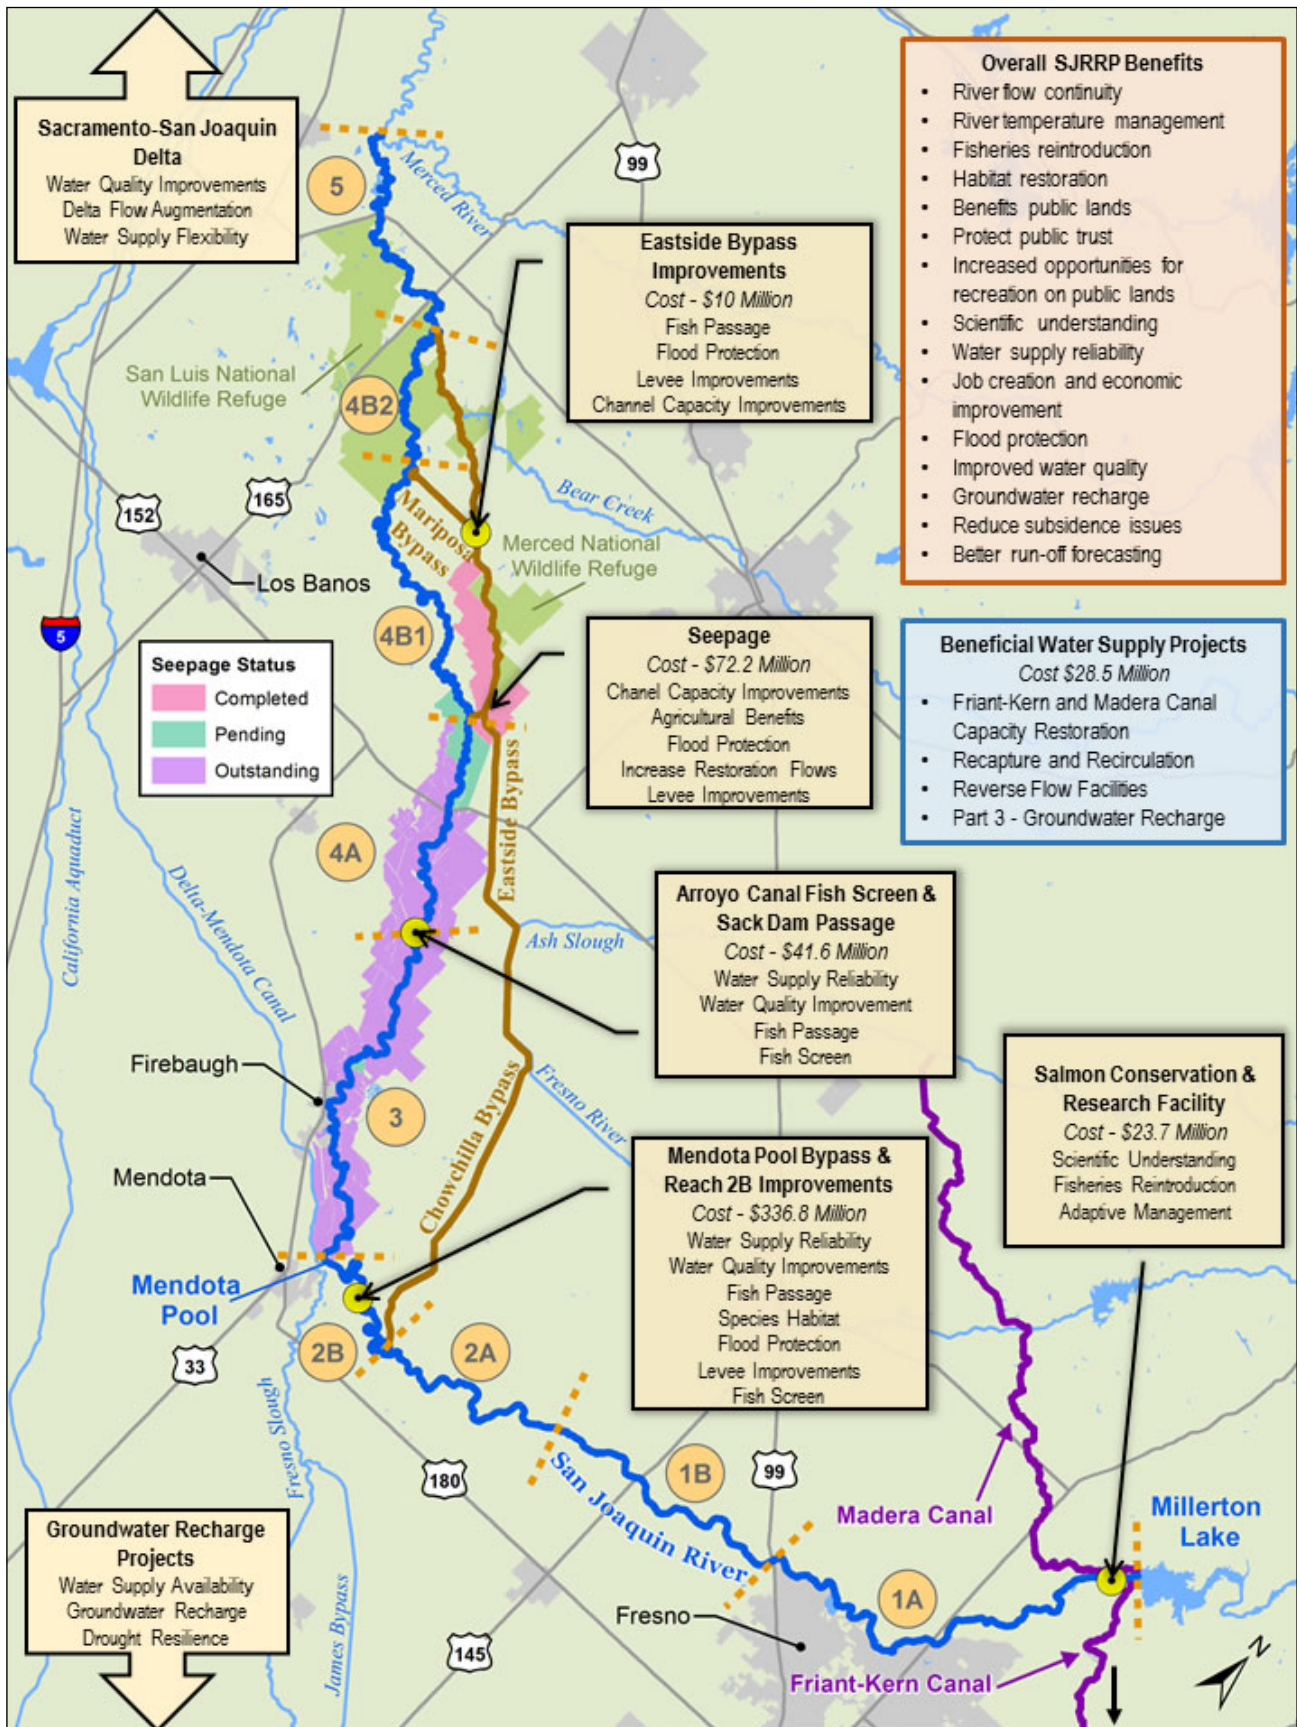 Sacramento-San Joaquin
Delta
Water Quality Improvements
Delta Flow Augmentation
Water Supply Flexibility
Overall SJRRP Benefits
• River flow continuity
• River temperature management
• Fisheries reintroduction
• Habitat restoration
• Benefits public lands
• Protect public trust
• Increased opportunities for
recreation on public lands
• Scientific understanding
• Water supply reliability
• Job creation and economic
improvement
• Flood protection
• Improved water quality
• Groundwater recharge
• Reduce subsidence issues
• Better run-off forecasting
5
Merced River
99
Eastside Bypass
Improvements
Cost - $10 Million
Fish Passage
Flood Protection
Levee Improvements
Channel Capacity Improvements
San Luis National
Wildlife Refuge
4B2
165
152
Mariposa
Bypass
Bear Creek
Merced National
Wildlife Refuge
Los Banos
5
4B1
Seepage Status
Completed
Pending
Outstanding
Seepage
Cost - $72.2 Million
Chanel Capacity Improvements
Agricultural Benefits
Flood Protection
Increase Restoration Flows
Levee Improvements
Beneficial Water Supply Projects
Cost $28.5 Million
• Friant-Kern and Madera Canal
Capacity Restoration
• Recapture and Recirculation
• Reverse Flow Facilities
• Part 3 - Groundwater Recharge
Eastside Bypass
4A
California Aquaduct
Delta-Mendota Canal
Ash Slough
Arroyo Canal Fish Screen &
Sack Dam Passage
Cost - $41.6 Million
Water Supply Reliability
Water Quality Improvement
Fish Passage
Fish Screen
Firebaugh
3
Chowchilla Bypass
Fresno River
Salmon Conservation &
Research Facility
Cost - $23.7 Million
Scientific Understanding
Fisheries Reintroduction
Adaptive Management
Mendota
Mendota Pool Bypass &
Reach 2B Improvements
Cost - $336.8 Million
Water Supply Reliability
Water Quality Improvements
Fish Passage
Species Habitat
Flood Protection
Levee Improvements
Fish Screen
Mendota
Pool
33
2B
2A
Fresno Slough
180
San Joaquin River
1B
99
Madera Canal
Millerton
Lake
Groundwater Recharge
Projects
Water Supply Availability
Groundwater Recharge
Drought Resilience
James Bypass
145
Fresno
1A
Friant-Kern Canal
N